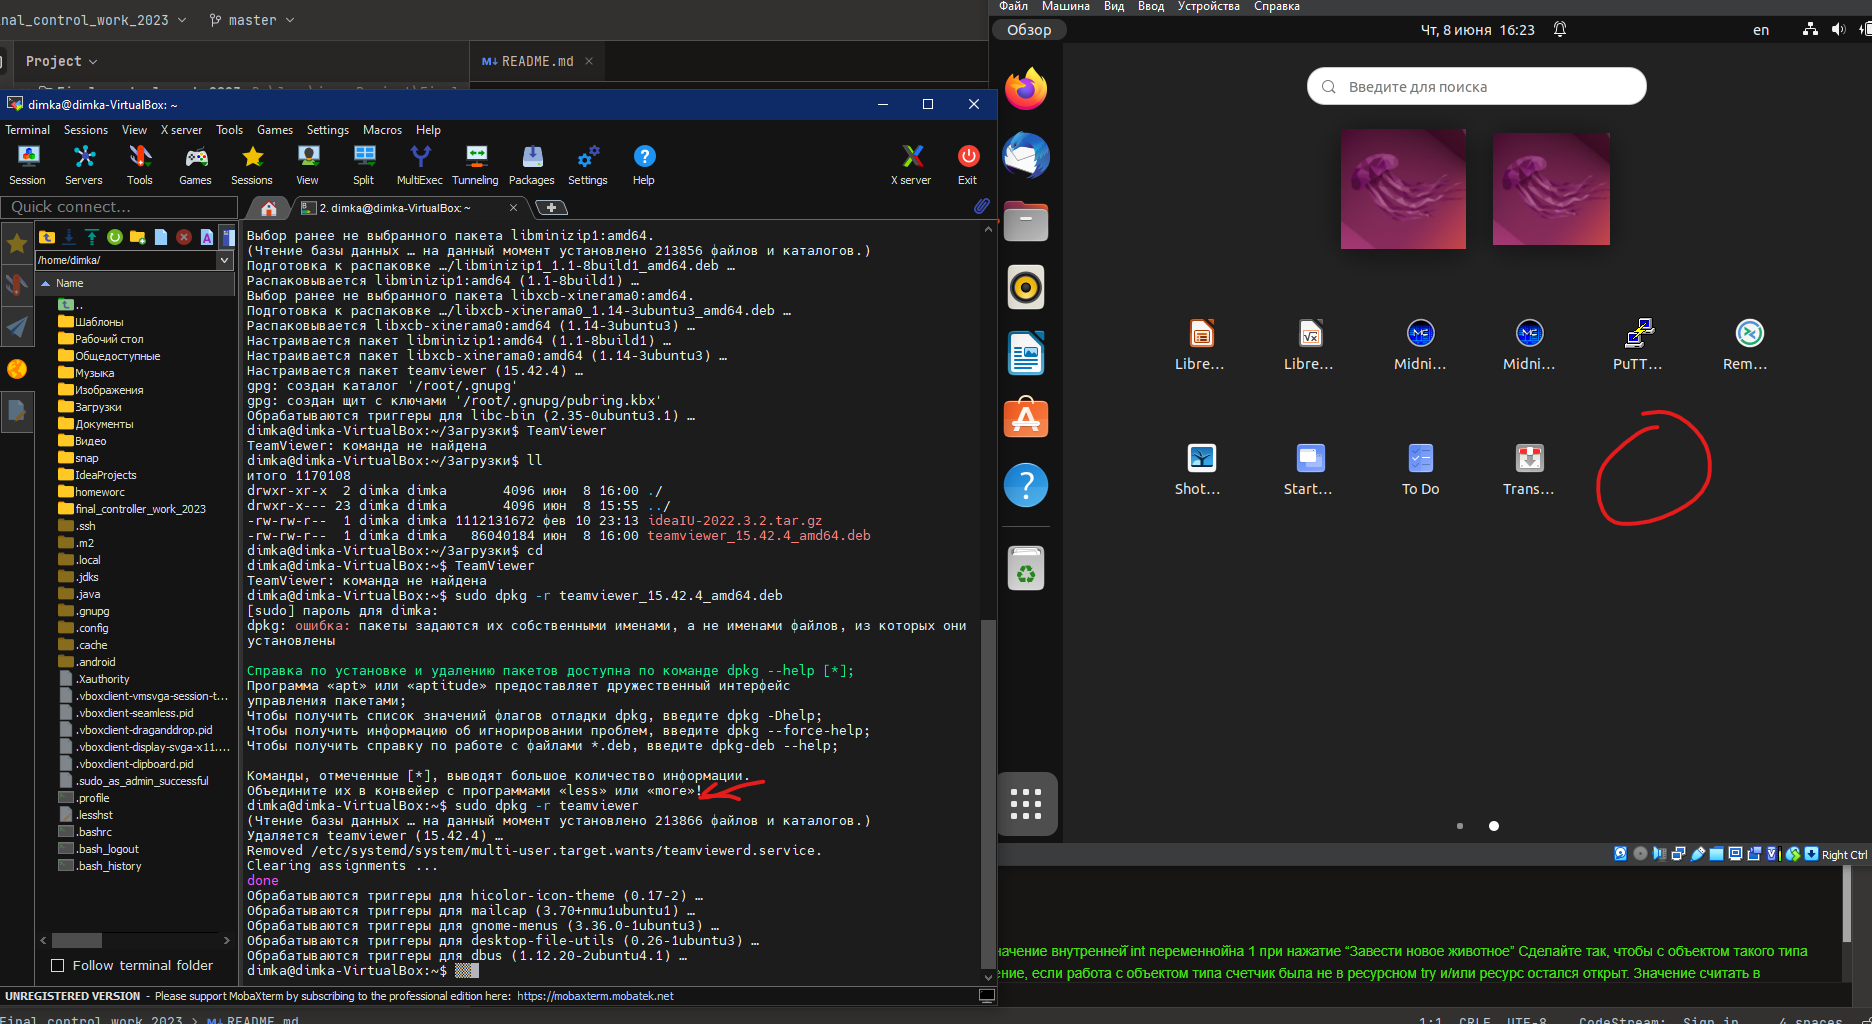 nal_control_work_2023
master
Project
README.md
dimka@dimka-VirtualBox: ~
Terminal Sessions View X server Tools Games Settings Macros Help
Session Servers Tools Games Sessions View Split MultiExec Tunneling Packages Settings Help X server Exit
Quick connect...
2. dimka@dimka-VirtualBox: ~
/home/dimka/
Name
..
Шаблоны
Рабочий стол
Общедоступные
Музыка
Изображения
Загрузки
Документы
Видео
snap
IdeaProjects
homeworc
final_controller_work_2023
.ssh
.m2
.local
.jdks
.java
.gnupg
.config
.cache
.android
.Xauthority
.vboxclient-vmsvga-session-t...
.vboxclient-seamless.pid
.vboxclient-draganddrop.pid
.vboxclient-display-svga-x11....
.vboxclient-clipboard.pid
.sudo_as_admin_successful
.profile
.lesshst
.bashrc
.bash_logout
.bash_history
Follow terminal folder
Выбор ранее не выбранного пакета libminizip1:amd64.
(Чтение базы данных … на данный момент установлено 213856 файлов и каталогов.)
Подготовка к распаковке …/libminizip1_1.1-8build1_amd64.deb …
Распаковывается libminizip1:amd64 (1.1-8build1) …
Выбор ранее не выбранного пакета libxcb-xinerama0:amd64.
Подготовка к распаковке …/libxcb-xinerama0_1.14-3ubuntu3_amd64.deb …
Распаковывается libxcb-xinerama0:amd64 (1.14-3ubuntu3) …
Настраивается пакет libminizip1:amd64 (1.1-8build1) …
Настраивается пакет libxcb-xinerama0:amd64 (1.14-3ubuntu3) …
Настраивается пакет teamviewer (15.42.4) …
gpg: создан каталог '/root/.gnupg'
gpg: создан щит с ключами '/root/.gnupg/pubring.kbx'
Обрабатываются триггеры для libc-bin (2.35-0ubuntu3.1) …
dimka@dimka-VirtualBox:~/Загрузки$ TeamViewer
TeamViewer: команда не найдена
dimka@dimka-VirtualBox:~/Загрузки$ ll
итого 1170108
drwxr-xr-x  2 dimka dimka       4096 июн  8 16:00 ./
drwxr-x--- 23 dimka dimka       4096 июн  8 15:55 ../
-rw-rw-r--  1 dimka dimka 1112131672 фев 10 23:13 ideaIU-2022.3.2.tar.gz
-rw-rw-r--  1 dimka dimka   86040184 июн  8 16:00 teamviewer_15.42.4_amd64.deb
dimka@dimka-VirtualBox:~/Загрузки$ cd
dimka@dimka-VirtualBox:~$ TeamViewer
TeamViewer: команда не найдена
dimka@dimka-VirtualBox:~$ sudo dpkg -r teamviewer_15.42.4_amd64.deb
[sudo] пароль для dimka:
dpkg: ошибка: пакеты задаются их собственными именами, а не именами файлов, из которых они
установлены
Справка по установке и удалению пакетов доступна по команде dpkg --help [*];
Программа «apt» или «aptitude» предоставляет дружественный интерфейс
управления пакетами;
Чтобы получить список значений флагов отладки dpkg, введите dpkg -Dhelp;
Чтобы получить информацию об игнорировании проблем, введите dpkg --force-help;
Чтобы получить справку по работе с файлами *.deb, введите dpkg-deb --help;
Команды, отмеченные [*], выводят большое количество информации.
Объедините их в конвейер с программами «less» или «more»!
dimka@dimka-VirtualBox:~$ sudo dpkg -r teamviewer
(Чтение базы данных … на данный момент установлено 213866 файлов и каталогов.)
Удаляется teamviewer (15.42.4) …
Removed /etc/systemd/system/multi-user.target.wants/teamviewerd.service.
Clearing assignments ...
done
Обрабатываются триггеры для hicolor-icon-theme (0.17-2) …
Обрабатываются триггеры для mailcap (3.70+nmu1ubuntu1) …
Обрабатываются триггеры для gnome-menus (3.36.0-1ubuntu3) …
Обрабатываются триггеры для desktop-file-utils (0.26-1ubuntu3) …
Обрабатываются триггеры для dbus (1.12.20-2ubuntu4.1) …
dimka@dimka-VirtualBox:~$
UNREGISTERED VERSION - Please support MobaXterm by subscribing to the professional edition here: https://mobaxterm.mobatek.net
Файл Машина Вид Ввод Устройства Справка
Обзор
Чт, 8 июня 16:23
en
Введите для поиска
Libre... Libre... Midni... Midni... PuTT... Rem...
Shot... Start... To Do Trans...
Right Ctrl
начение внутренней int переменнойна 1 при нажатие “Завести новое животное” Сделайте так, чтобы с объектом такого типа
ение, если работа с объектом типа счетчик была не в ресурсном try и/или ресурс остался открыт. Значение считать в
Final_control_work_2023 > README.md
1:1 CRLF UTF-8 CodeStream: Sign in 4 spaces